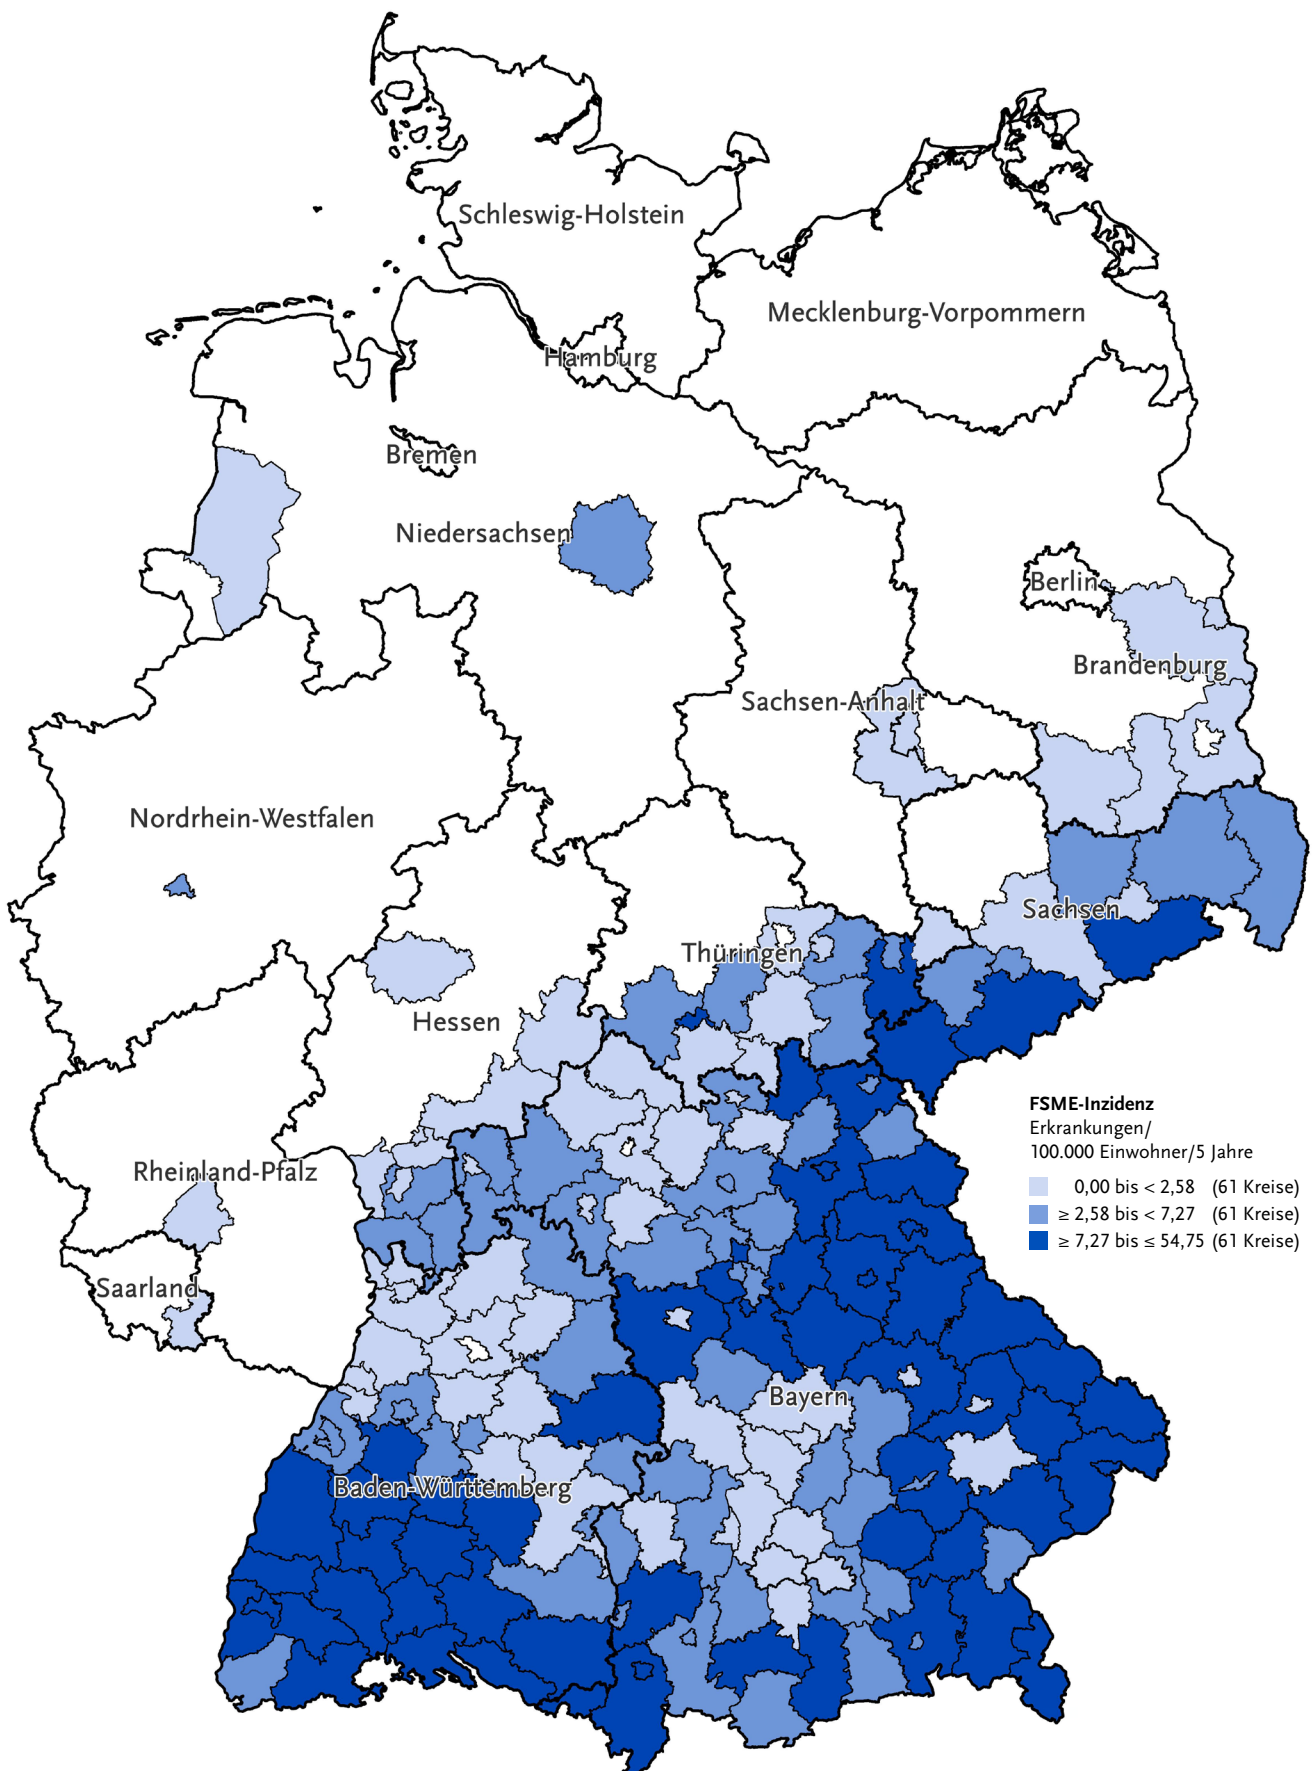 Schleswig-Holstein
Mecklenburg-Vorpommern
Hamburg
Bremen
Niedersachsen
Berlin
Brandenburg
Sachsen-Anhalt
Nordrhein-Westfalen
Sachsen
Thüringen
Hessen
FSME-Inzidenz
Erkrankungen/
100.000 Einwohner/5 Jahre
0,00 bis < 2,58 (61 Kreise)
≥ 2,58 bis < 7,27 (61 Kreise)
≥ 7,27 bis ≤ 54,75 (61 Kreise)
Rheinland-Pfalz
Saarland
Bayern
Baden-Württemberg